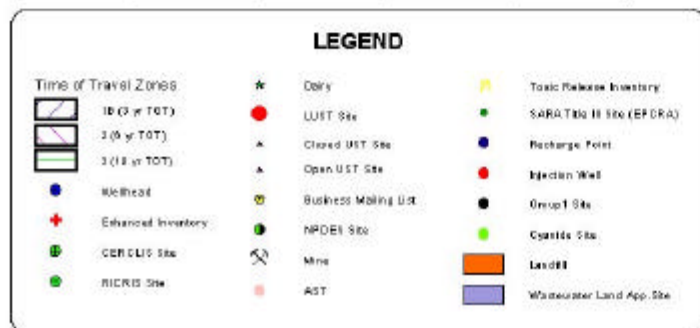 LEGEND
Time of Travel Zones
1B (3 yr TOT)
2 (6 yr TOT)
3 (10 yr TOT)
Wellhead
Enhanced Inventory
CERCLIS Site
RICRIS Site
Dairy
LUST Site
Closed UST Site
Open UST Site
Business Mailing List
NPDES Site
Mine
AST
Toxic Release Inventory
SARA Title III Site (EPCRA)
Recharge Point
Injection Well
Group1 Site
Cyanide Site
Landfill
Wastewater Land App. Site